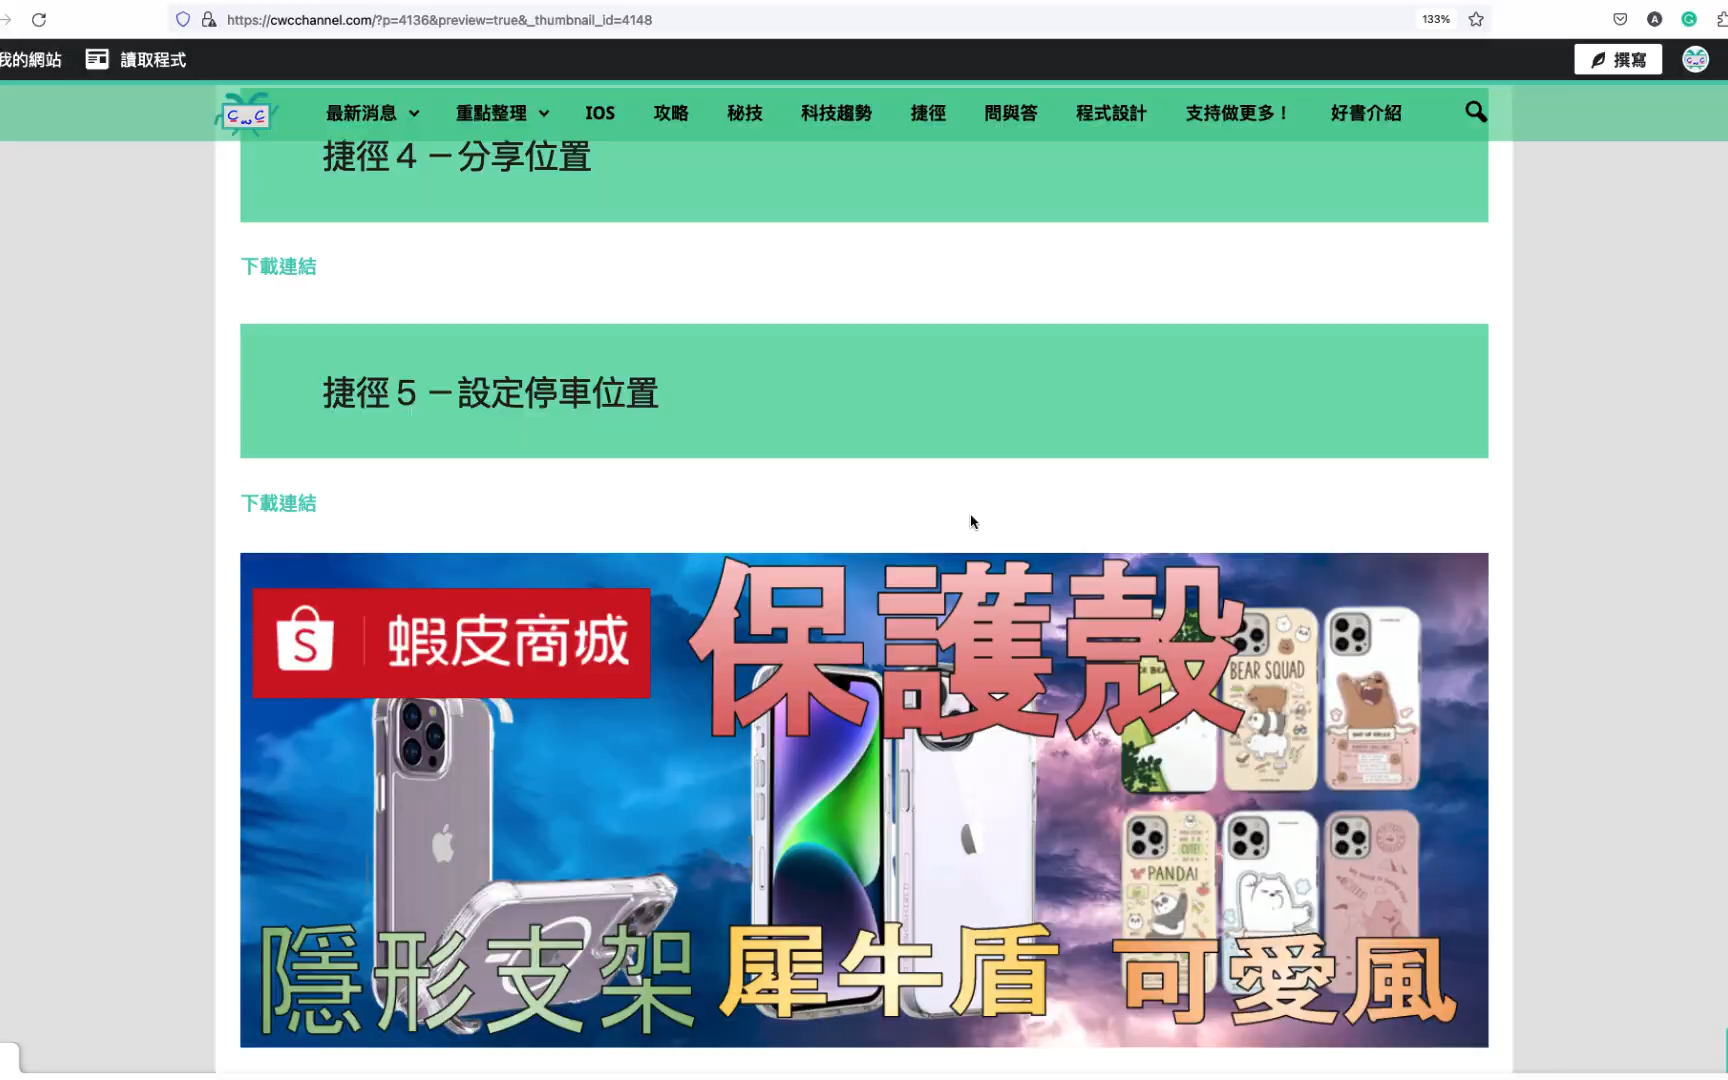 https://cwcchannel.com/?p=4136&preview=true&_thumbnail_id=4148
133%
我的網站
讀取程式
撰寫
CwC
最新消息
重點整理
IOS
攻略
秘技
科技趨勢
捷徑
問與答
程式設計
支持做更多！
好書介紹
捷徑4－分享位置
下載連結
捷徑5－設定停車位置
下載連結
蝦皮商城
保護殼
BEAR SQUAD
PANDA!
隱形支架
犀牛盾
可愛風